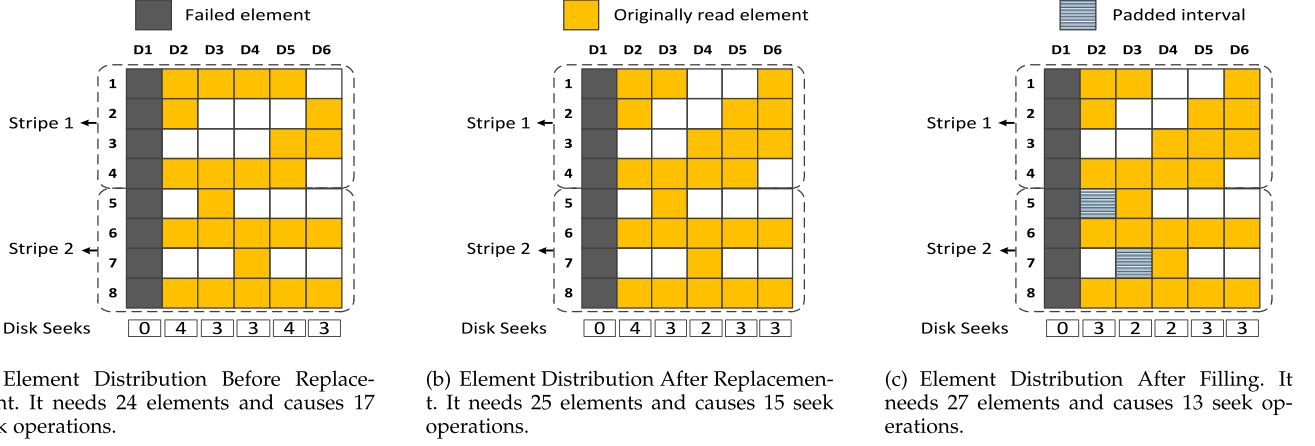 Failed element
Originally read element
Padded interval
D1 D2 D3 D4 D5 D6
1
2
3
4
5
6
7
8
Stripe 1
Stripe 2
Disk Seeks 0 4 3 3 4 3
D1 D2 D3 D4 D5 D6
1
2
3
4
5
6
7
8
Stripe 1
Stripe 2
Disk Seeks 0 4 3 2 3 3
D1 D2 D3 D4 D5 D6
1
2
3
4
5
6
7
8
Stripe 1
Stripe 2
Disk Seeks 0 3 2 2 3 3
Element Distribution Before Replace-
nt. It needs 24 elements and causes 17
k operations.
(b) Element Distribution After Replacemen-
t. It needs 25 elements and causes 15 seek
operations.
(c) Element Distribution After Filling. It
needs 27 elements and causes 13 seek op-
erations.